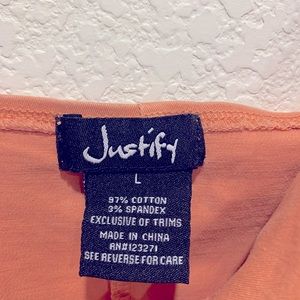 Justify
L
97% COTTON
3% SPANDEX
EXCLUSIVE OF TRIMS
MADE IN CHINA
RN#123271
SEE REVERSE FOR CARE